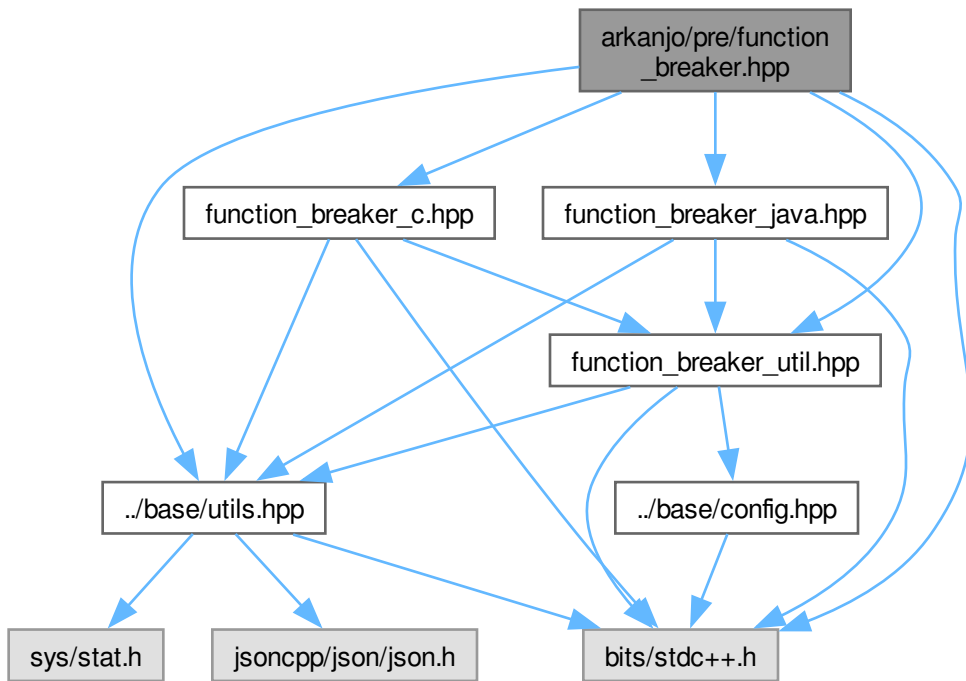 arkanjo/pre/function
_breaker.hpp
function_breaker_c.hpp
function_breaker_java.hpp
function_breaker_util.hpp
../base/utils.hpp
../base/config.hpp
sys/stat.h
jsoncpp/json/json.h
bits/stdc++.h